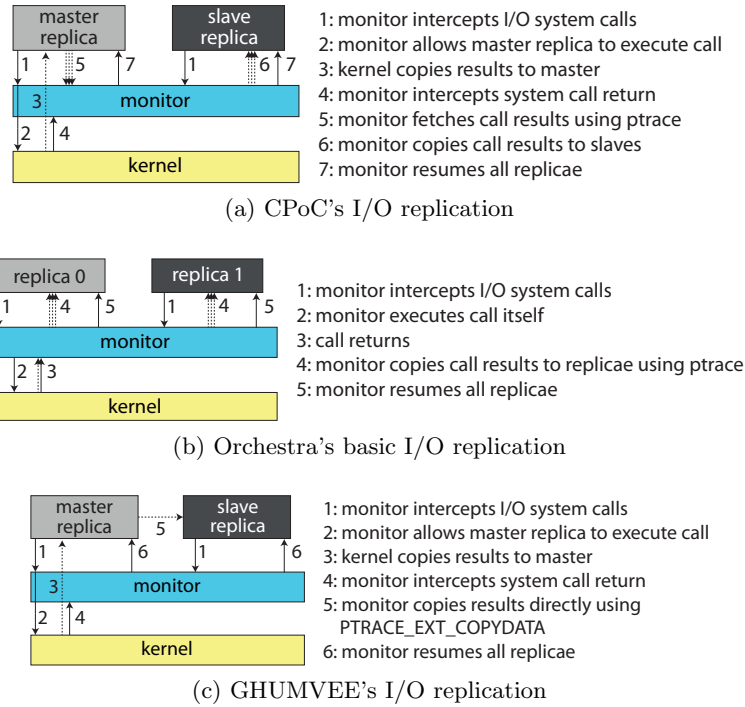 master
replica
slave
replica
1 3 5 7 1 6 7
monitor
2 4
kernel
1: monitor intercepts I/O system calls
2: monitor allows master replica to execute call
3: kernel copies results to master
4: monitor intercepts system call return
5: monitor fetches call results using ptrace
6: monitor copies call results to slaves
7: monitor resumes all replicae
(a) CPoC's I/O replication
replica 0
replica 1
1 4 5 1 4 5
monitor
2 3
kernel
1: monitor intercepts I/O system calls
2: monitor executes call itself
3: call returns
4: monitor copies call results to replicae using ptrace
5: monitor resumes all replicae
(b) Orchestra's basic I/O replication
master
replica
slave
replica
5
1 6 1 6
3 monitor
2 4
kernel
1: monitor intercepts I/O system calls
2: monitor allows master replica to execute call
3: kernel copies results to master
4: monitor intercepts system call return
5: monitor copies results directly using
PTRACE_EXT_COPYDATA
6: monitor resumes all replicae
(c) GHUMVEE's I/O replication